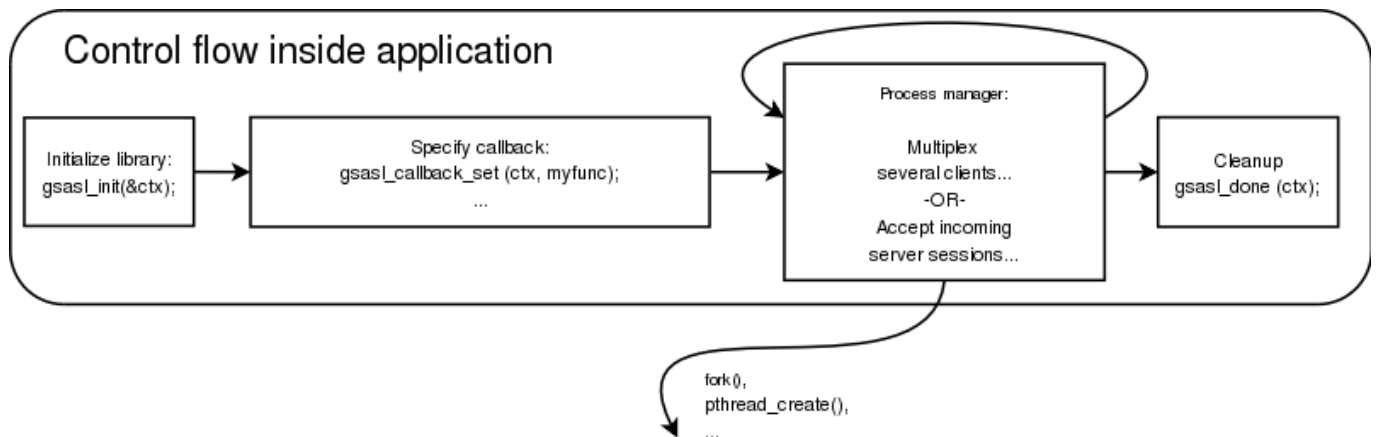 Control flow inside application
Initialize library:
gsasl_init(&ctx);
Specify callback:
gsasl_callback_set (ctx, myfunc);
...
Process manager:
Multiplex
several clients...
-OR-
Accept incoming
server sessions...
Cleanup
gsasl_done (ctx);
fork(),
pthread_create(),
...